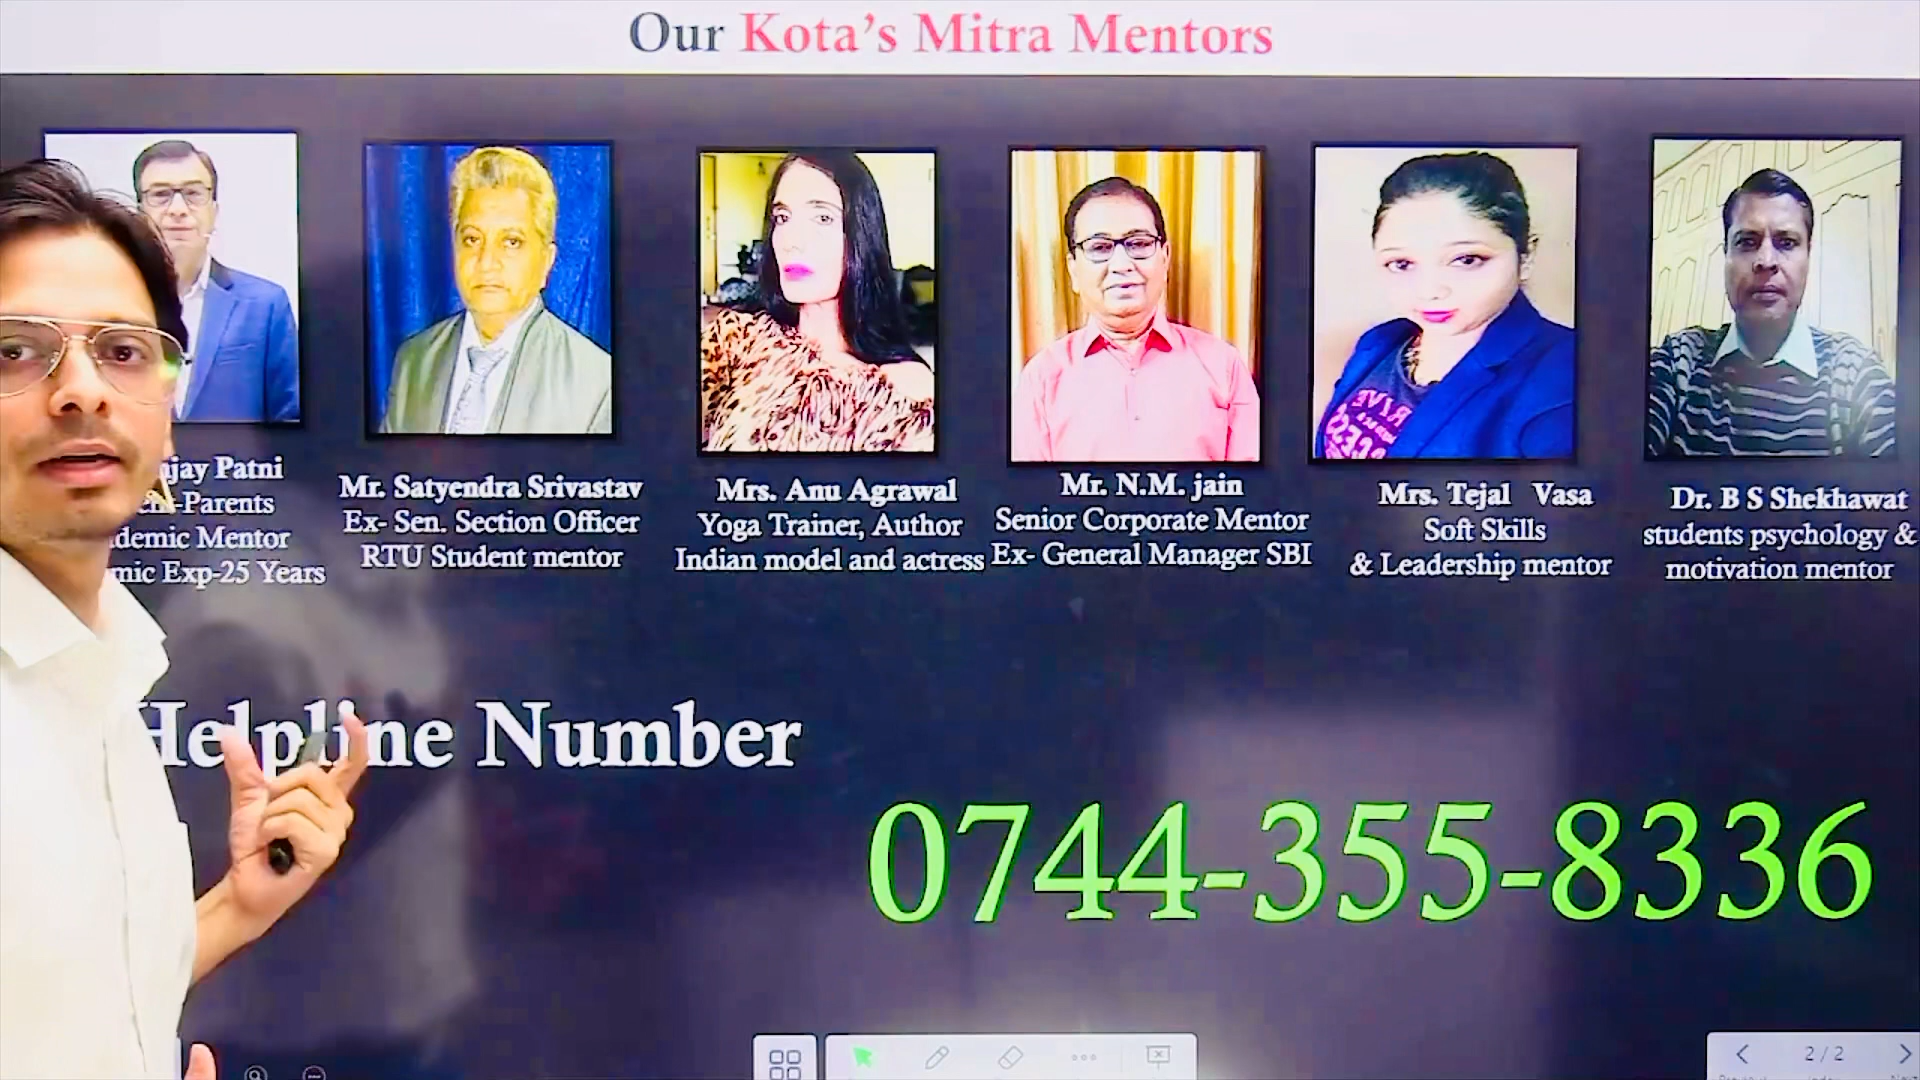 Our Kota's Mitra Mentors
Patni
-Parents
Mentor
Exp-25 Years
Mr. Satyendra Srivastav
Ex- Sen. Section Officer
RTU Student mentor
Mrs. Anu Agrawal
Yoga Trainer, Author
Indian model and actress
Mr. N.M. jain
Senior Corporate Mentor
Ex- General Manager SBI
Mrs. Tejal Vasa
Soft Skills
& Leadership mentor
Dr. B S Shekhawat
students psychology &
motivation mentor
Helpline Number
0744-355-8336
2 / 2